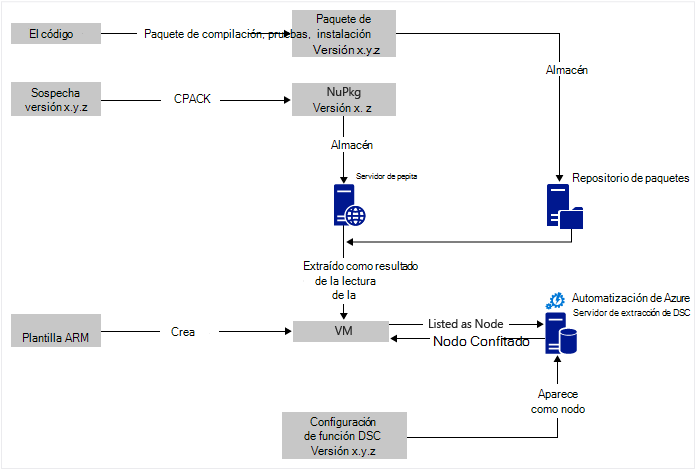 El código
Paquete de compilación, pruebas,
Paquete de
instalación
Versión x.y.z
Almacén
Sospecha
versión x.y.z
CPACK
NuPkg
Versión x. z
Almacén
Servidor de pepita
Repositorio de paquetes
Extraído como resultado
de la lectura
de la
Plantilla ARM
Crea
VM
Listed as Node
Nodo Confitado
Automatización de Azure
Servidor de extracción de DSC
Aparece
como nodo
Configuración
de función DSC
Versión x.y.z